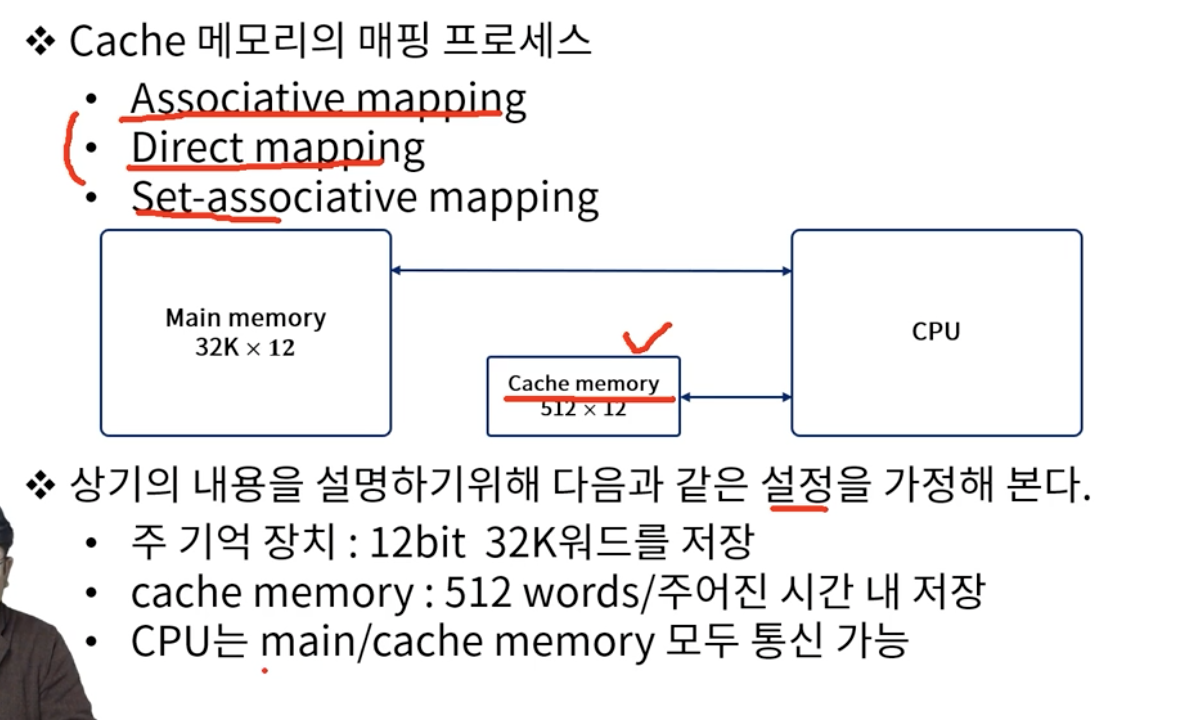 ❖ Cache 메모리의 매핑 프로세스
• Associative mapping
• Direct mapping
• Set-associative mapping
Main memory
32K × 12
CPU
Cache memory
512 × 12
❖ 상기의 내용을 설명하기위해 다음과 같은 설정을 가정해 본다.
• 주 기억 장치 : 12bit 32K워드를 저장
• cache memory : 512 words/주어진 시간 내 저장
• CPU는 main/cache memory 모두 통신 가능